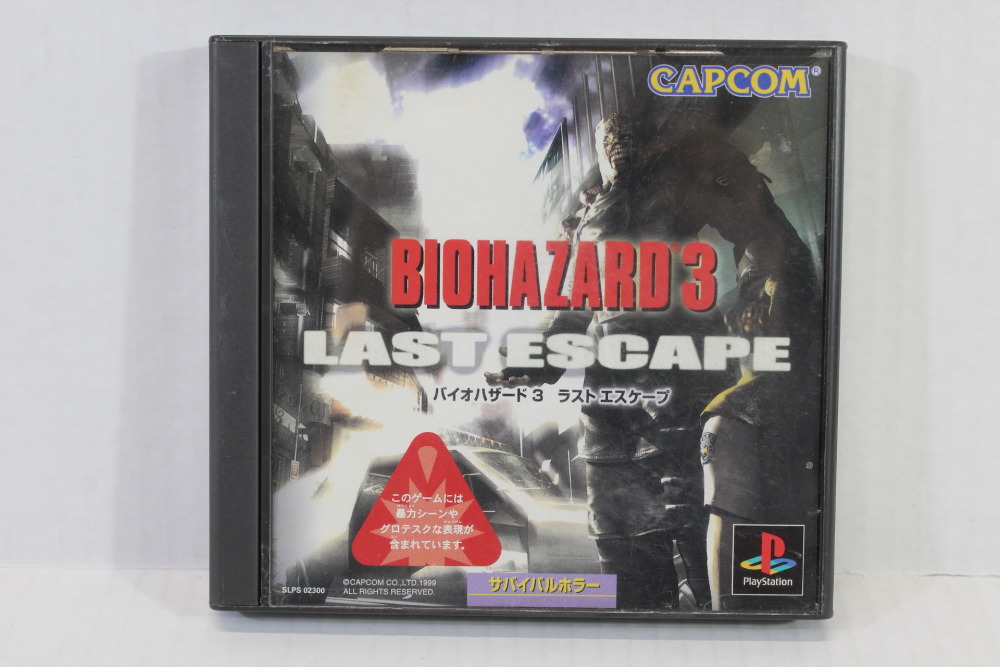 CAPCOM®
BIOHAZARD 3
LAST ESCAPE
バイオハザード3 ラスト エスケープ
このゲームには
暴力シーンや
グロテスクな表現が
含まれています。
SLPS 02300
©CAPCOM CO.,LTD.1999
ALL RIGHTS RESERVED.
サバイバルホラー
PlayStation